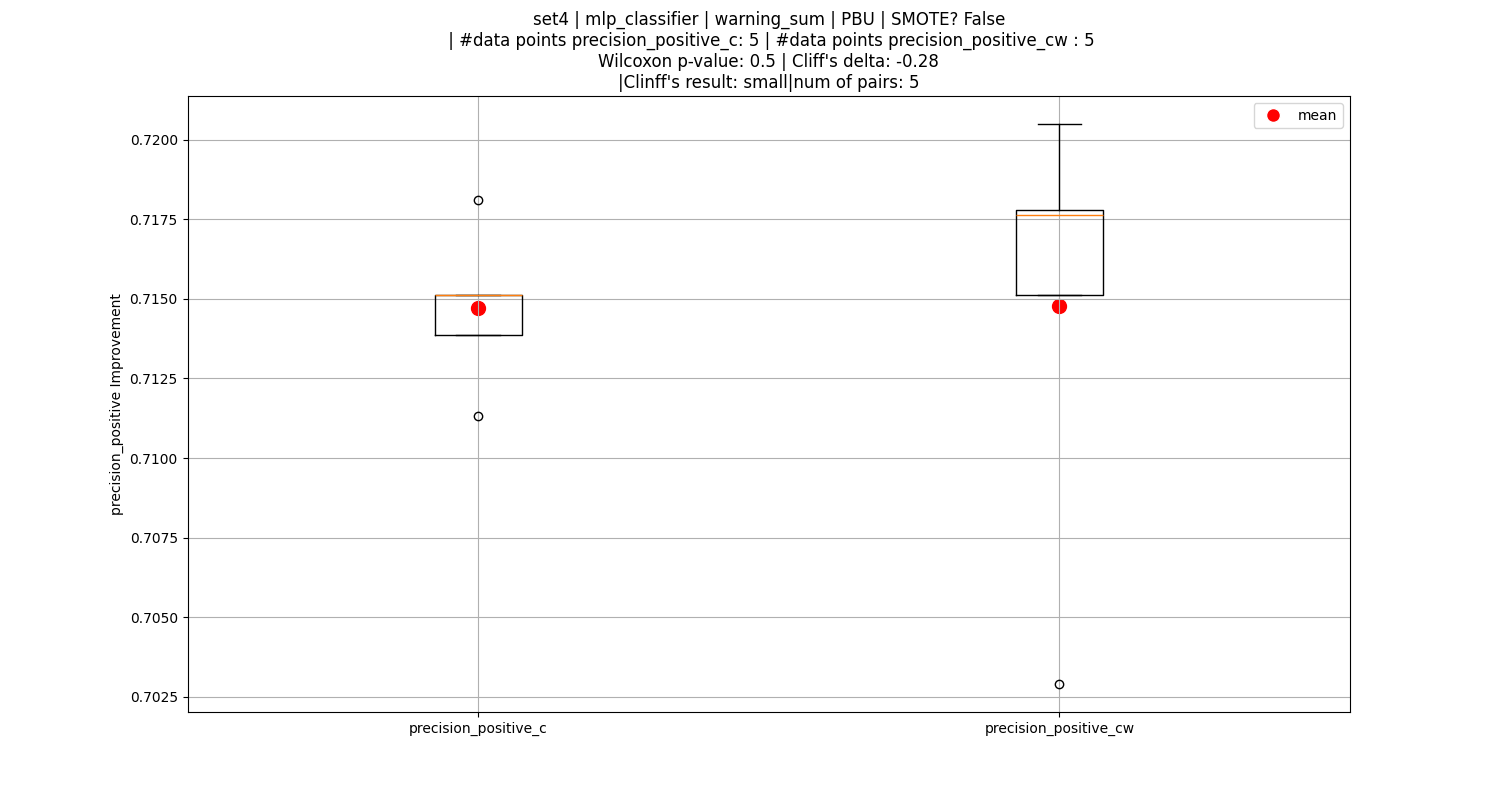 set4 | mlp_classifier | warning_sum | PBU | SMOTE? False
| #data points precision_positive_c: 5 | #data points precision_positive_cw : 5
Wilcoxon p-value: 0.5 | Cliff's delta: -0.28
|Clinff's result: small|num of pairs: 5
mean
0.7200
0.7175
0.7150
0.7125
0.7100
0.7075
0.7050
0.7025
precision_positive Improvement
precision_positive_c
precision_positive_cw